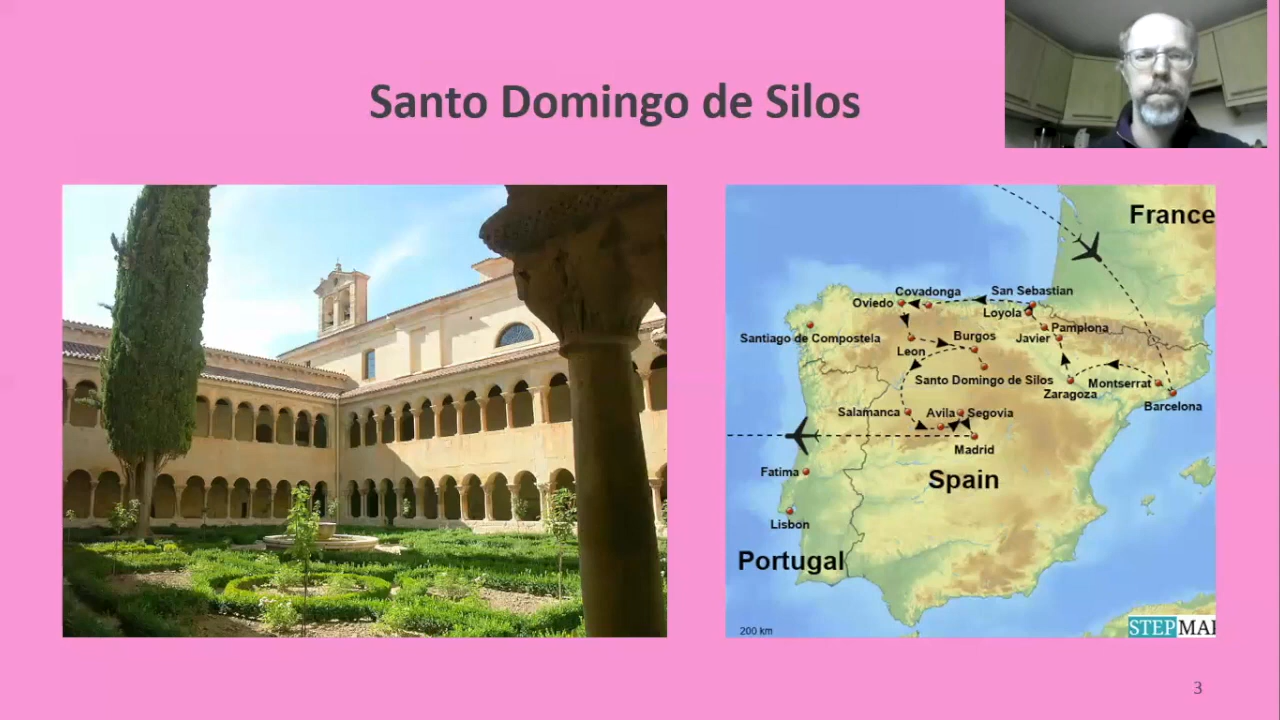 Santo Domingo de Silos
France
Covadonga
San Sebastian
Oviedo
Loyola
Santiago de Compostela
Pamplona
Burgos
Javier
Leon
Santo Domingo de Silos
Montserrat
Zaragoza
Barcelona
Salamanca
Avila
Segovia
Madrid
Fatima
Spain
Lisbon
Portugal
200 km
STEPMAP
3